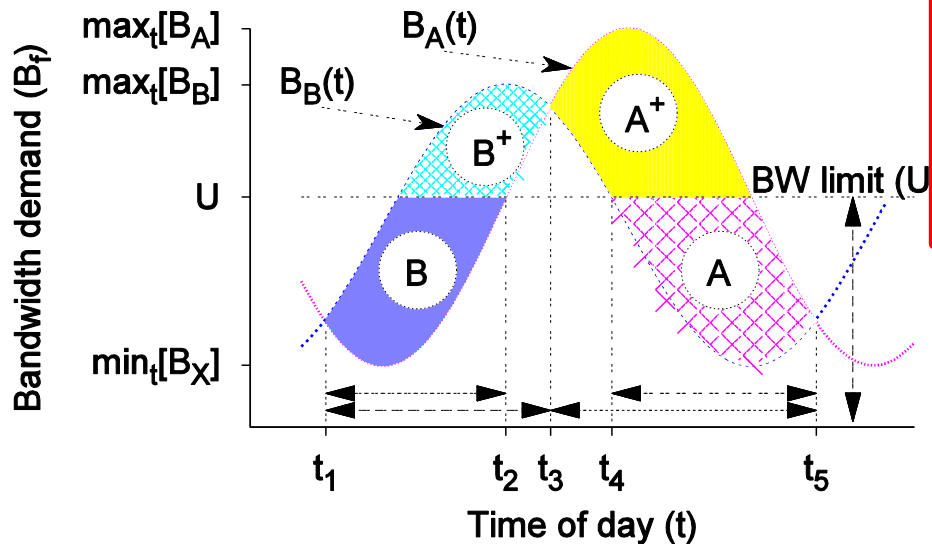 max_t[B_A]
B_A(t)
max_t[B_B]
B_B(t)
A^+
B^+
BW limit (U
U
B
A
min_t[B_X]
t_1
t_2
t_3
t_4
t_5
Time of day (t)
Bandwidth demand (B_f)